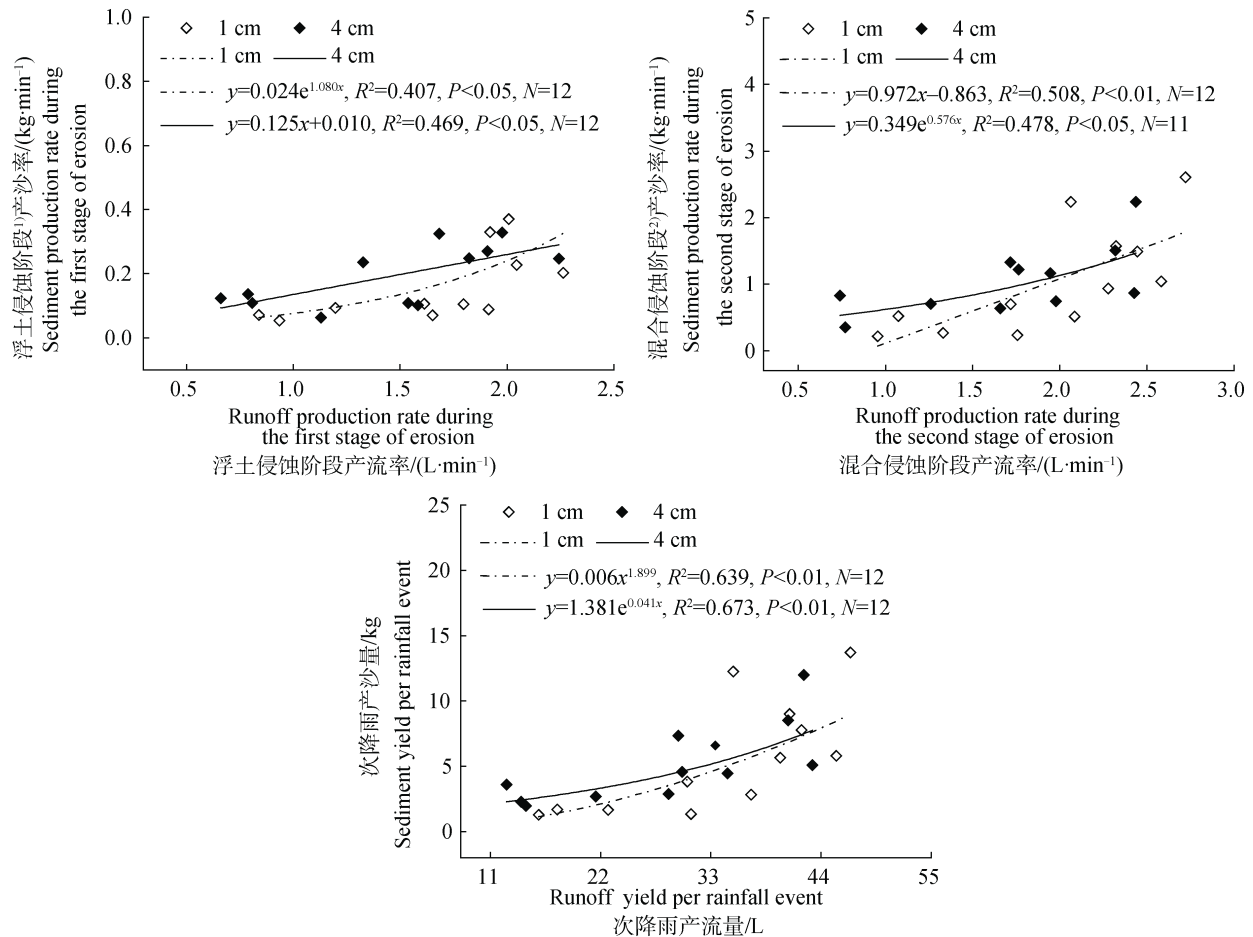 浮土侵蚀阶段¹⁾产沙率/(kg·min⁻¹)
Sediment production rate during
the first stage of erosion
1.0
0.8
0.6
0.4
0.2
0.0
1 cm 4 cm
1 cm 4 cm
y=0.024e^{1.080x}, R²=0.407, P<0.05, N=12
y=0.125x+0.010, R²=0.469, P<0.05, N=12
0.5 1.0 1.5 2.0 2.5
Runoff production rate during
the first stage of erosion
浮土侵蚀阶段产流率/(L·min⁻¹)
混合侵蚀阶段²⁾产沙率/(kg·min⁻¹)
Sediment production rate during
the second stage of erosion
5
4
3
2
1
0
1 cm 4 cm
1 cm 4 cm
y=0.972x–0.863, R²=0.508, P<0.01, N=12
y=0.349e^{0.576x}, R²=0.478, P<0.05, N=11
0.5 1.0 1.5 2.0 2.5 3.0
Runoff production rate during
the second stage of erosion
混合侵蚀阶段产流率/(L·min⁻¹)
次降雨产沙量/kg
Sediment yield per rainfall event
25
20
15
10
5
0
1 cm 4 cm
1 cm 4 cm
y=0.006x^{1.899}, R²=0.639, P<0.01, N=12
y=1.381e^{0.041x}, R²=0.673, P<0.01, N=12
11 22 33 44 55
Runoff yield per rainfall event
次降雨产流量/L